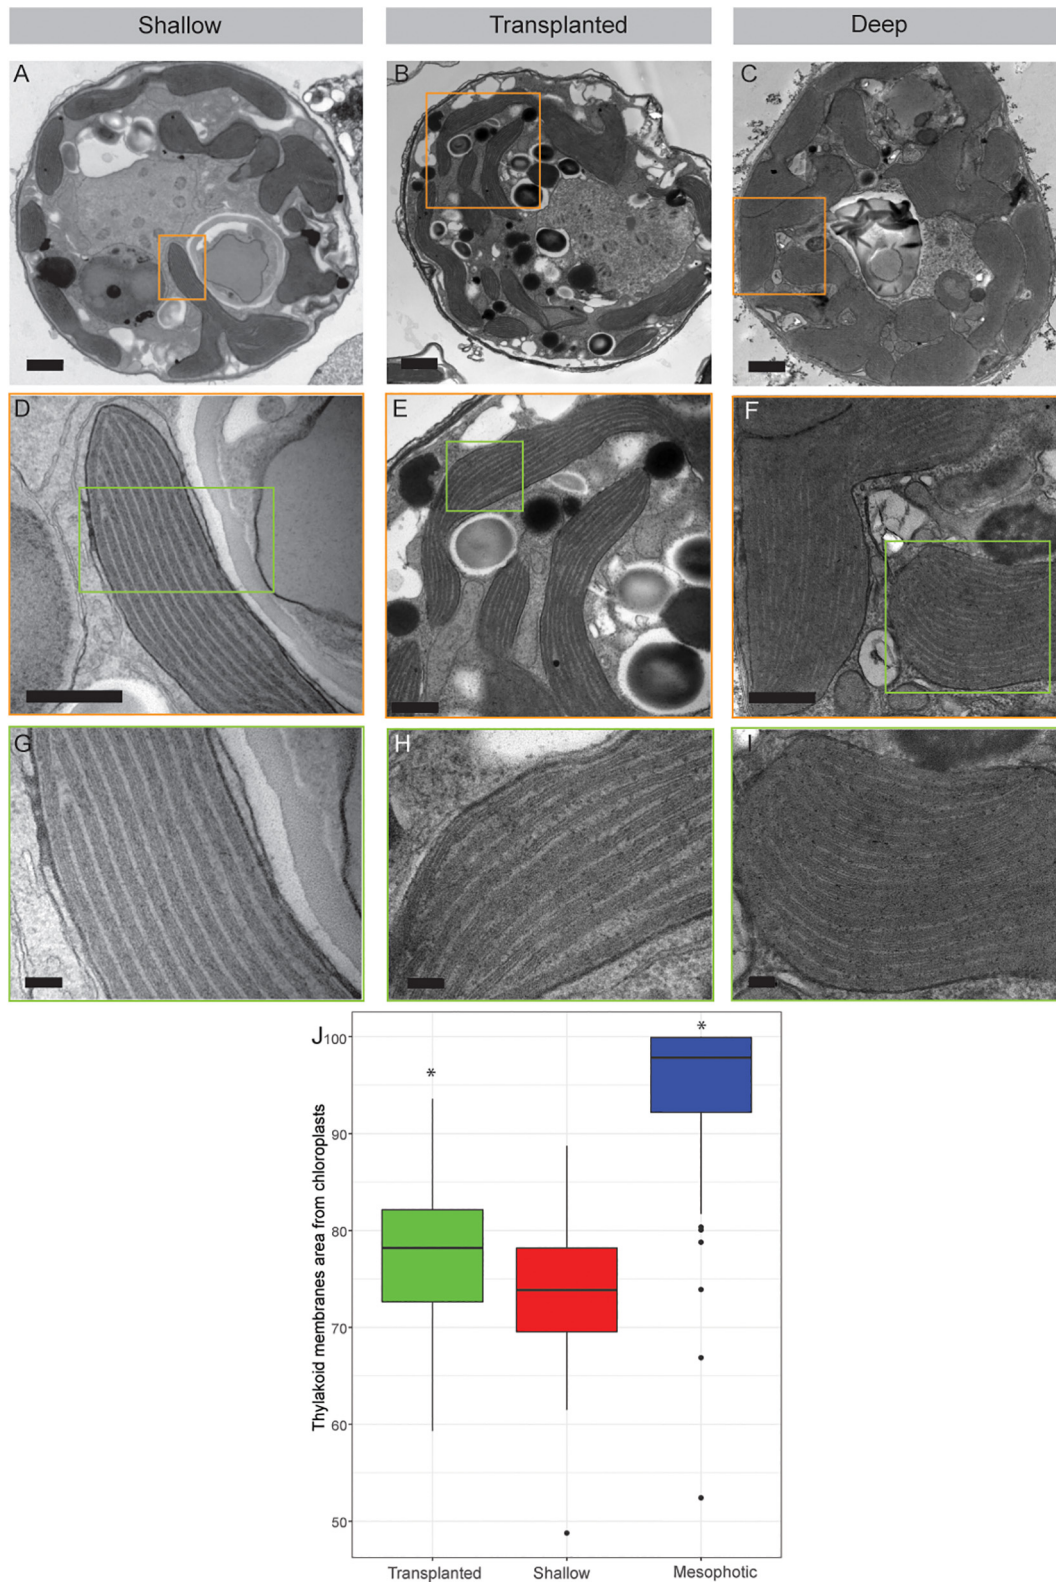 Shallow
Transplanted
Deep
A
B
C
D
E
F
G
H
I
J
Thylakoid membranes area from chloroplasts
100
90
80
70
60
50
*
*
Transplanted
Shallow
Mesophotic